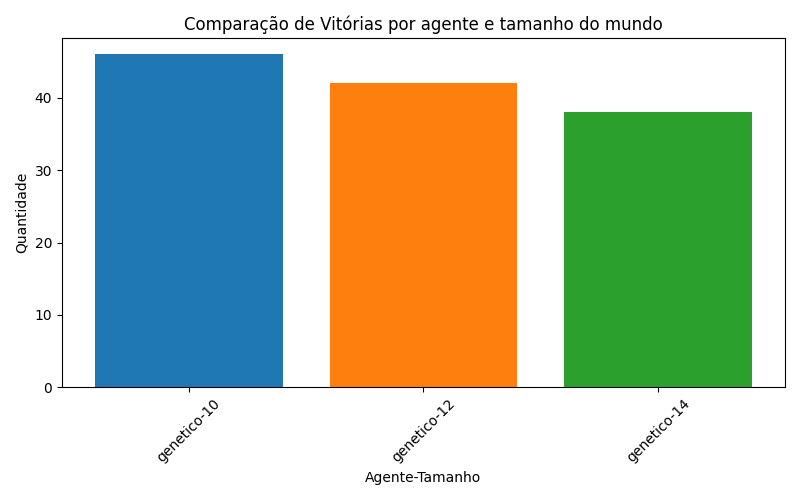 Comparação de Vitórias por agente e tamanho do mundo
Quantidade
40
30
20
10
0
genetico-10
genetico-12
genetico-14
Agente-Tamanho